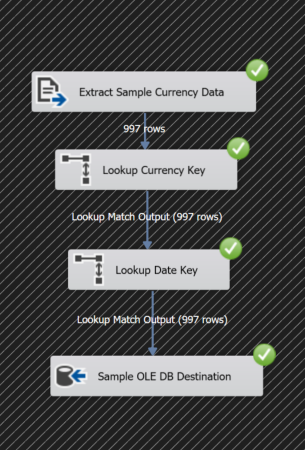 Extract Sample Currency Data
997 rows
Lookup Currency Key
Lookup Match Output (997 rows)
Lookup Date Key
Lookup Match Output (997 rows)
Sample OLE DB Destination